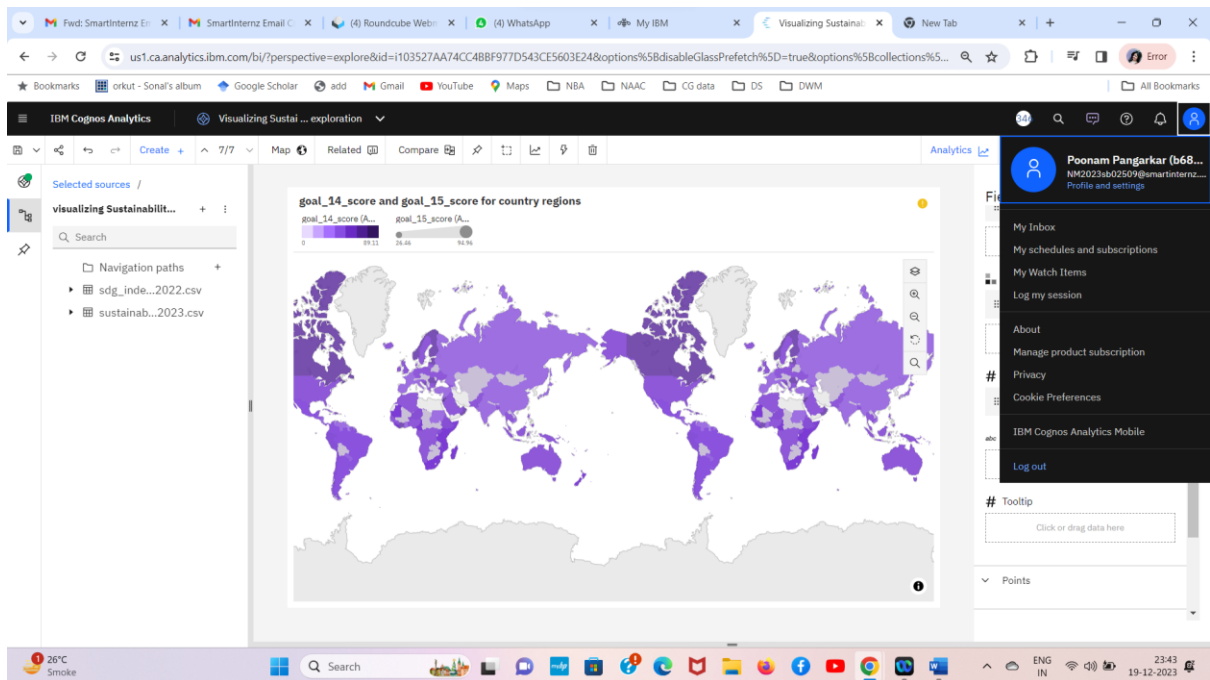 Fwd: SmartInternz En
SmartInternz Email C
(4) Roundcube Webm
(4) WhatsApp
My IBM
Visualizing Sustainab
New Tab
us1.ca.analytics.ibm.com/bi/?perspective=explore&id=i103527AA74CC4BBF977D543CE5603E24&options%5BdisableGlassPrefetch%5D=true&options%5Bcollections%5...
Error
Bookmarks
orkut - Sonal's album
Google Scholar
add
Gmail
YouTube
Maps
NBA
NAAC
CG data
DS
DWM
All Bookmarks
IBM Cognos Analytics
Visualizing Sustai ... exploration
Create +
7/7
Map
Related
Compare
Analytics
Selected sources /
visualizing Sustainabilit...
Search
Navigation paths
sdg_inde...2022.csv
sustainab...2023.csv
goal_14_score and goal_15_score for country regions
goal_14_score (A...
goal_15_score (A...
0
89.11
26.46
94.96
Fie
Poonam Pangarkar (b68...
NM2023sb02509@smartinternz....
Profile and settings
My Inbox
My schedules and subscriptions
My Watch Items
Log my session
About
Manage product subscription
Privacy
Cookie Preferences
IBM Cognos Analytics Mobile
Log out
#
abc
# Tooltip
Click or drag data here
Points
1
26°C
Smoke
Search
ENG
IN
23:43
19-12-2023